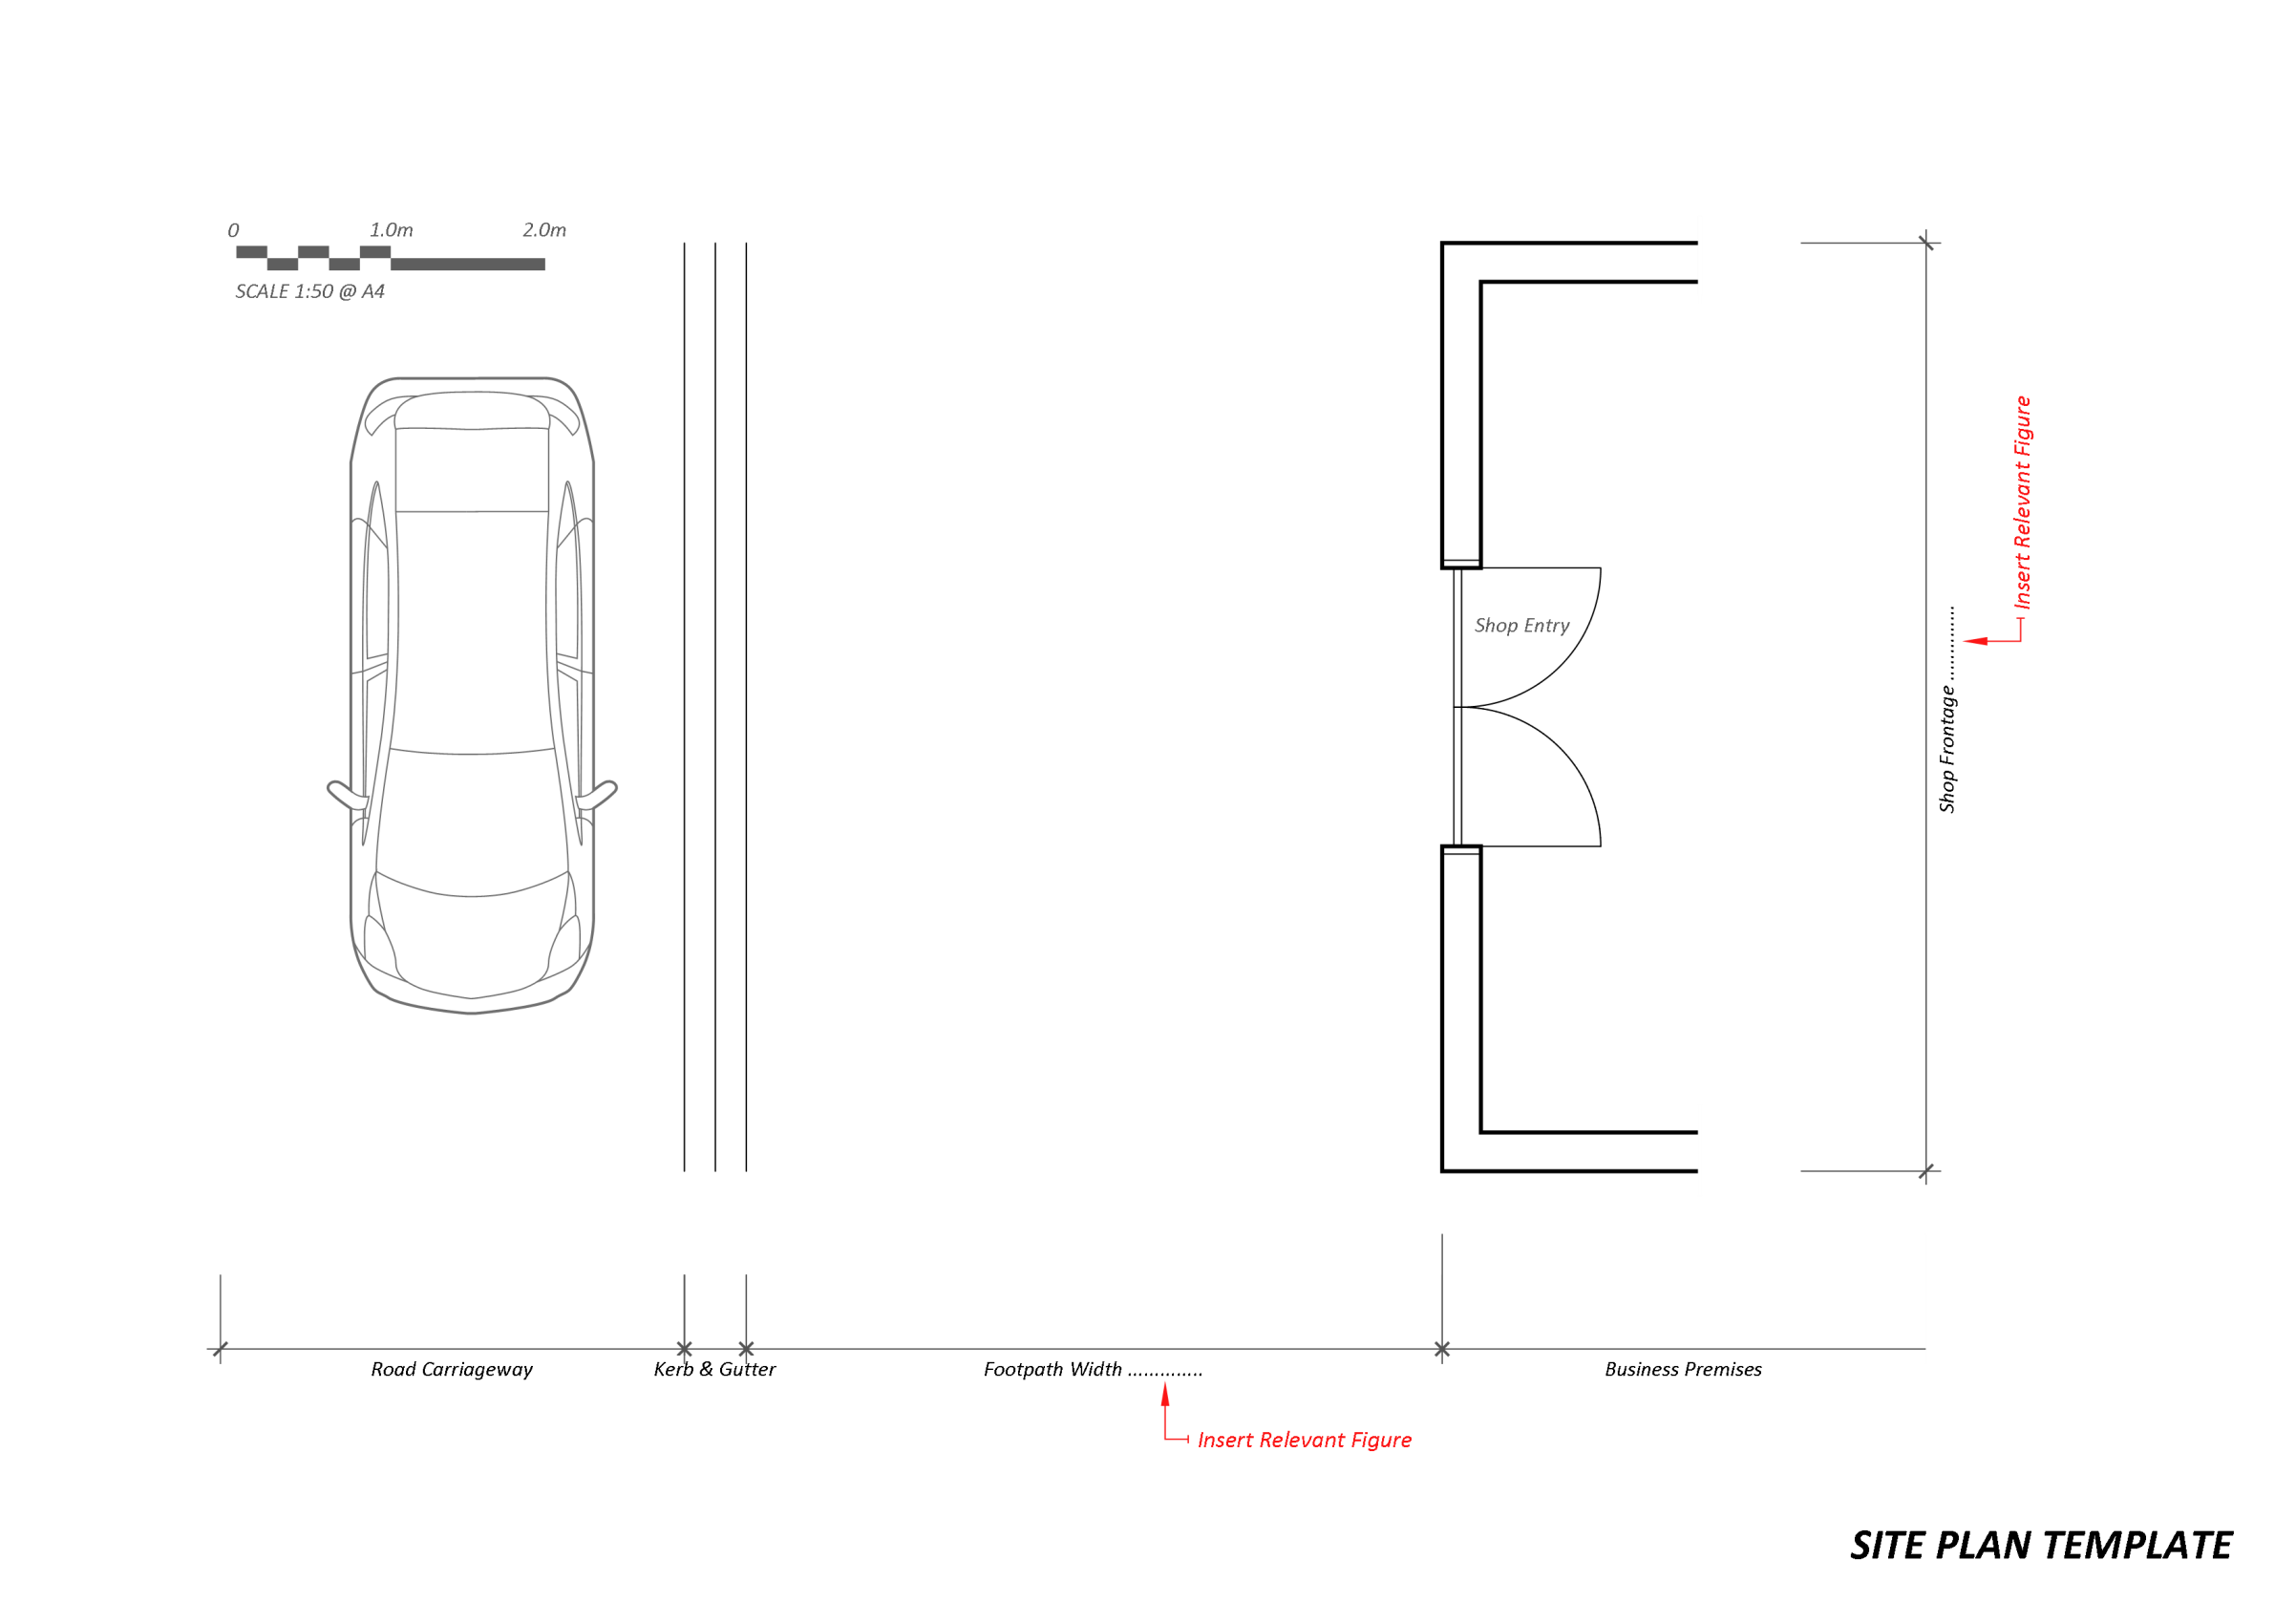 0 1.0m 2.0m
SCALE 1:50 @ A4
Shop Entry
Insert Relevant Figure
Shop Frontage ..............
Road Carriageway
Kerb & Gutter
Footpath Width ..............
Business Premises
Insert Relevant Figure
SITE PLAN TEMPLATE